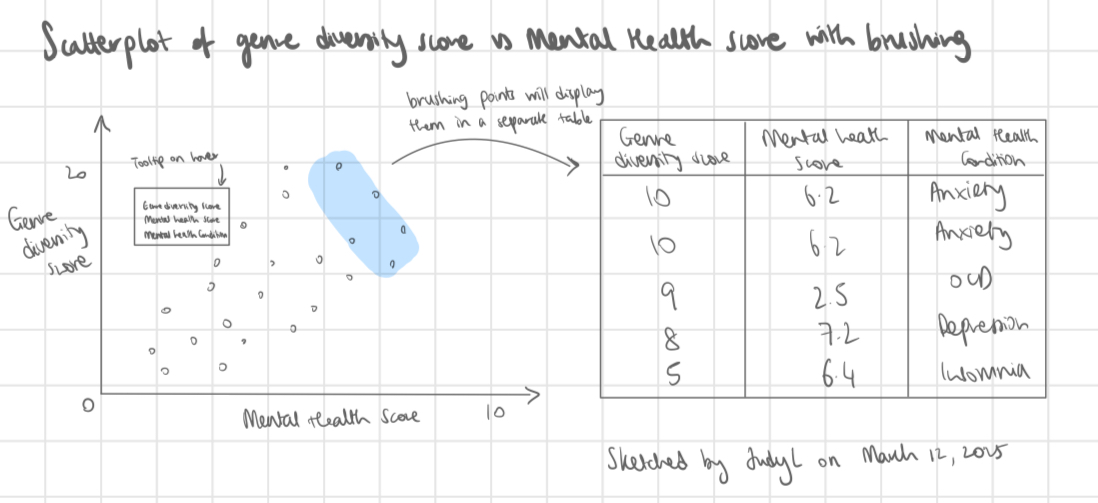 Scatterplot of genre diversity score vs Mental Health score with brushing
brushing points will display
them in a separate table
Tooltip on hover
20
Genre diversity score
Mental health score
Mental health Condition
Genre
diversity
score
0
Mental Health Score
10
Genre
diversity score
Mental health
score
Mental Health
Condition
10 6.2 Anxiety
10 6.2 Anxiety
9 2.5 OCD
8 7.2 Depression
5 6.4 Insomnia
Sketched by JudyL on March 12, 2025